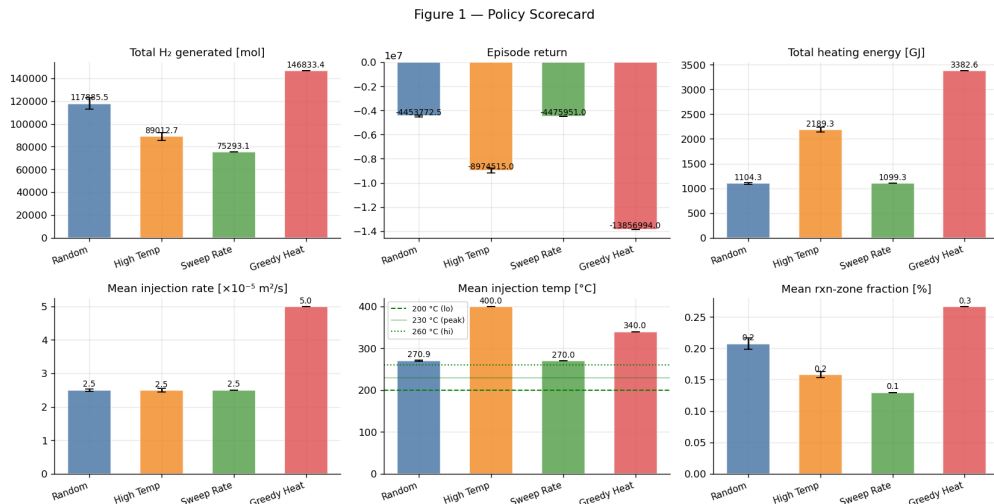 Figure 1 — Policy Scorecard
Total H₂ generated [mol]
140000
120000
100000
80000
60000
40000
20000
0
117885.5
89012.7
75293.1
146833.4
Random
High Temp
Sweep Rate
Greedy Heat
Episode return
1e7
0.0
−0.2
−0.4
−0.6
−0.8
−1.0
−1.2
−1.4
-4453772.5
-8974515.0
-4475951.0
-13856994.0
Random
High Temp
Sweep Rate
Greedy Heat
Total heating energy [GJ]
3500
3000
2500
2000
1500
1000
500
0
1104.3
2189.3
1099.3
3382.6
Random
High Temp
Sweep Rate
Greedy Heat
Mean injection rate [×10⁻⁵ m²/s]
5
4
3
2
1
0
2.5
2.5
2.5
5.0
Random
High Temp
Sweep Rate
Greedy Heat
Mean injection temp [°C]
400
300
200
100
0
200 °C (lo)
230 °C (peak)
260 °C (hi)
270.9
400.0
270.0
340.0
Random
High Temp
Sweep Rate
Greedy Heat
Mean rxn-zone fraction [%]
0.25
0.20
0.15
0.10
0.05
0.00
0.2
0.2
0.1
0.3
Random
High Temp
Sweep Rate
Greedy Heat